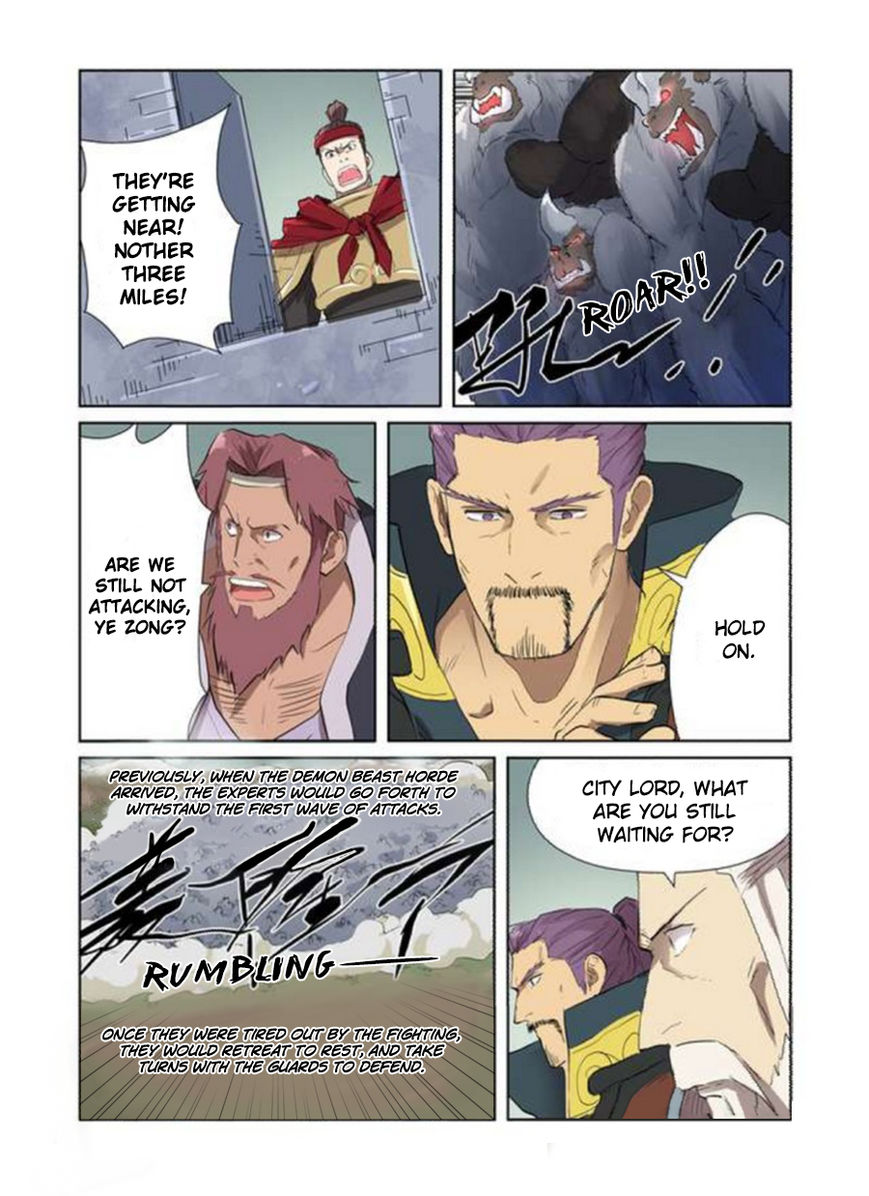 THEY'RE
GETTING
NEAR!
NOTHER
THREE
MILES!
ROAR!!
吼
ARE WE
STILL NOT
ATTACKING,
YE ZONG?
HOLD
ON.
PREVIOUSLY, WHEN THE DEMON BEAST HORDE
ARRIVED, THE EXPERTS WOULD GO FORTH TO
WITHSTAND THE FIRST WAVE OF ATTACKS.
RUMBLING
ONCE THEY WERE TIRED OUT BY THE FIGHTING,
THEY WOULD RETREAT TO REST, AND TAKE
TURNS WITH THE GUARDS TO DEFEND.
CITY LORD, WHAT
ARE YOU STILL
WAITING FOR?